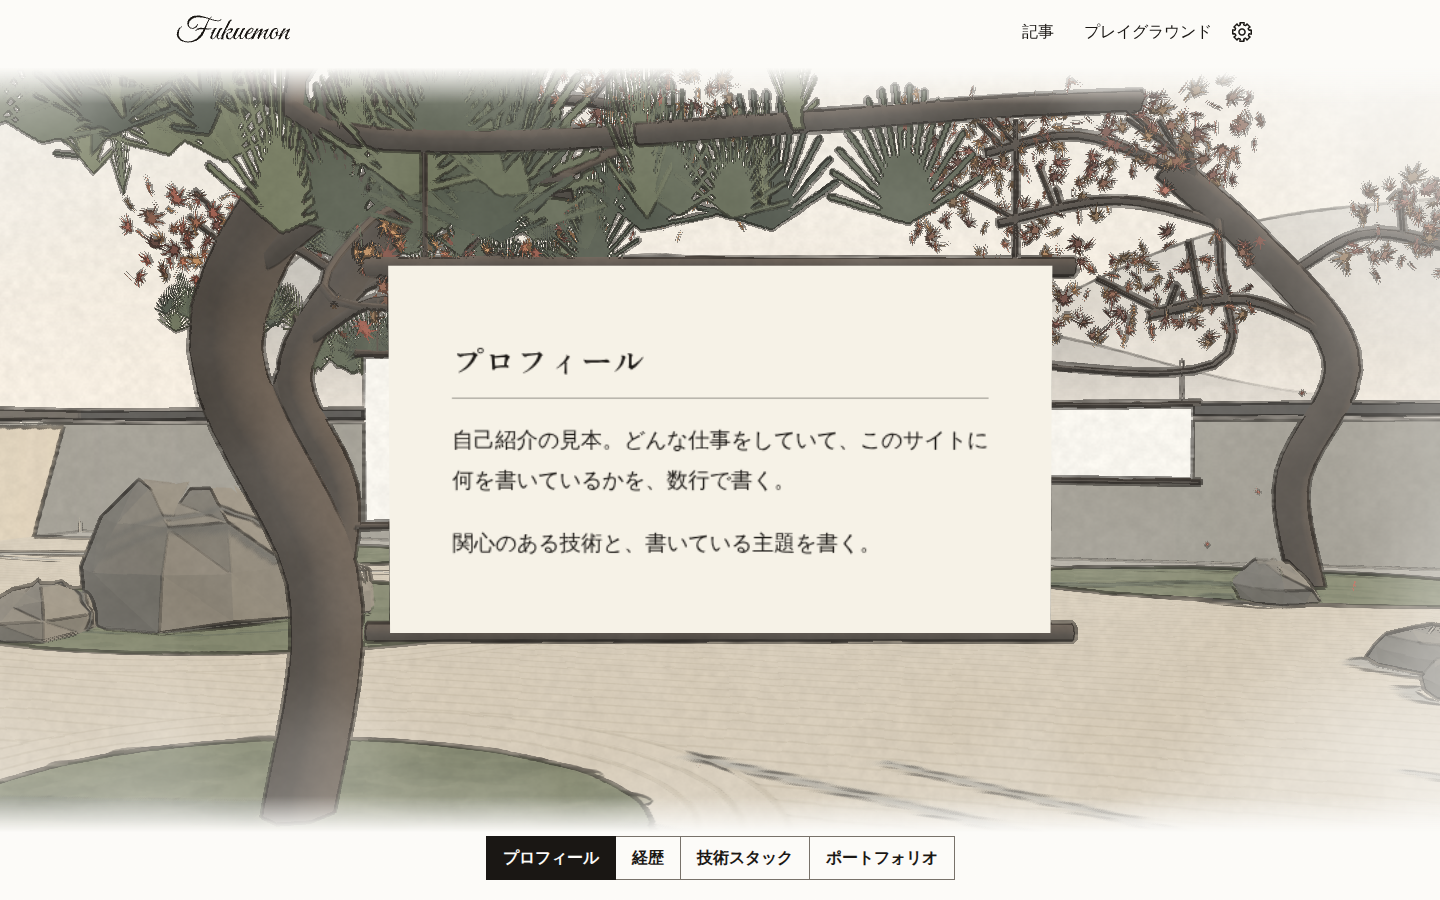 Fukuemon
記事
プレイグラウンド
プロフィール
自己紹介の見本。どんな仕事をしていて、このサイトに
何を書いているかを、数行で書く。
関心のある技術と、書いている主題を書く。
プロフィール
経歴
技術スタック
ポートフォリオ